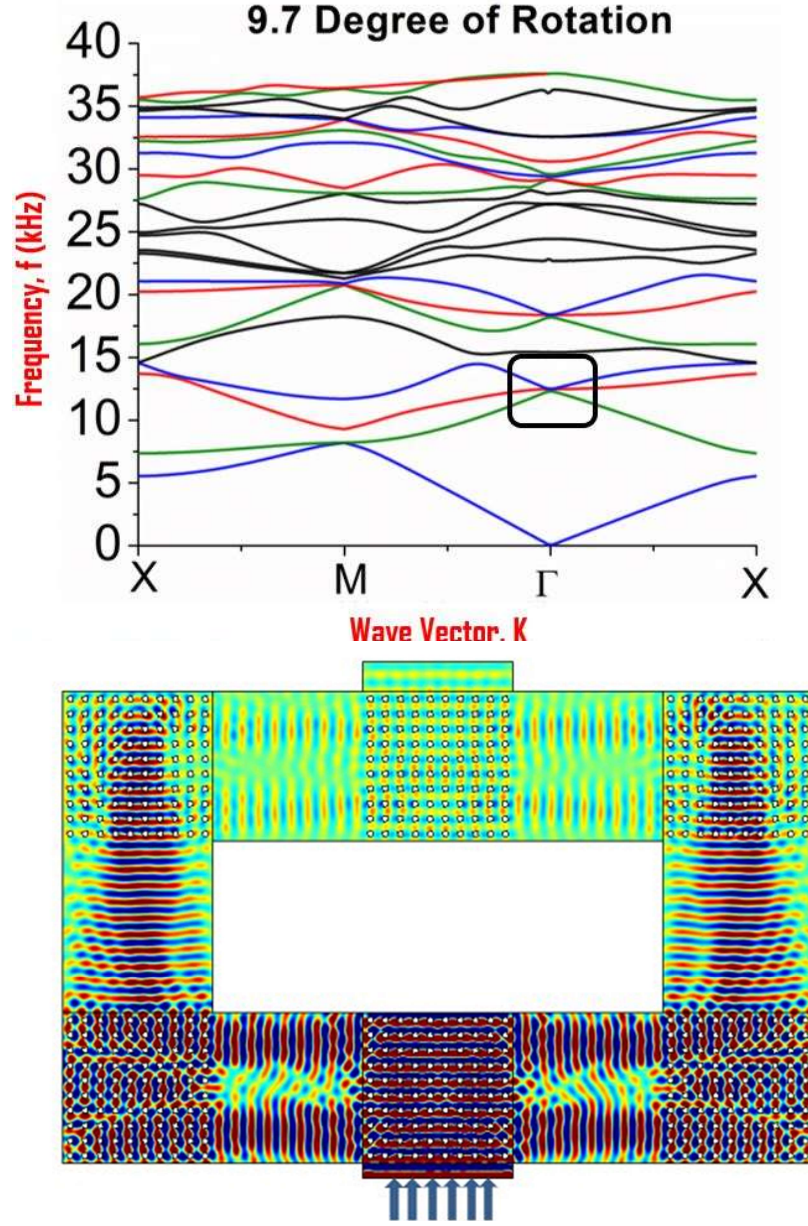 9.7 Degree of Rotation
40
35
30
25
20
15
10
5
0
Frequency, f (kHz)
X M Γ X
Wave Vector, K